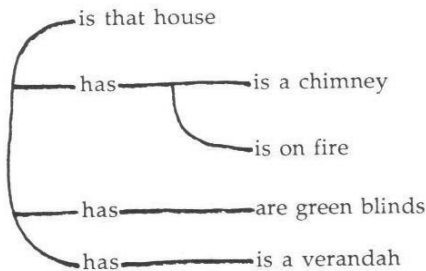 is that house
has is a chimney
is on fire
has are green blinds
has is a verandah